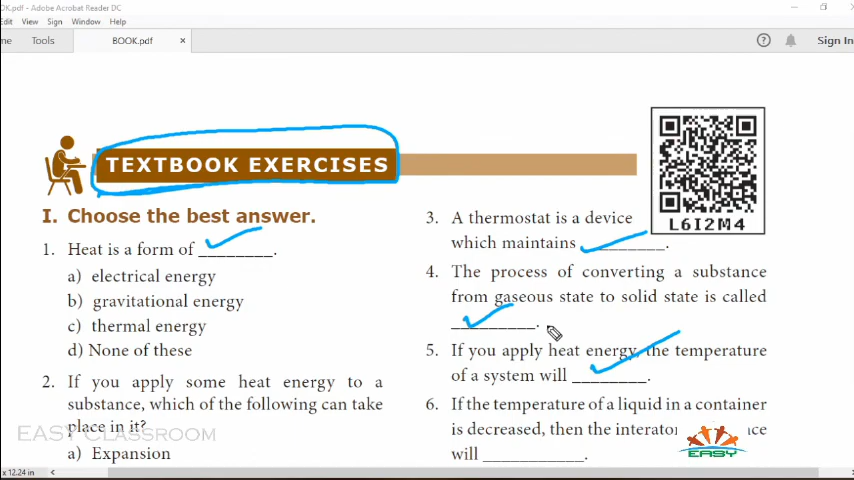 OK.pdf - Adobe Acrobat Reader DC
Edit View Sign Window Help
me Tools BOOK.pdf × Sign In
TEXTBOOK EXERCISES
L6I2M4
I. Choose the best answer.
1. Heat is a form of ________.
a) electrical energy
b) gravitational energy
c) thermal energy
d) None of these
2. If you apply some heat energy to a
substance, which of the following can take
place in it?
a) Expansion
3. A thermostat is a device
which maintains ________.
4. The process of converting a substance
from gaseous state to solid state is called
________.
5. If you apply heat energy, the temperature
of a system will ________.
6. If the temperature of a liquid in a container
is decreased, then the interatom
will ________.
EASY CLASSROOM
EASY
x 12.24 in